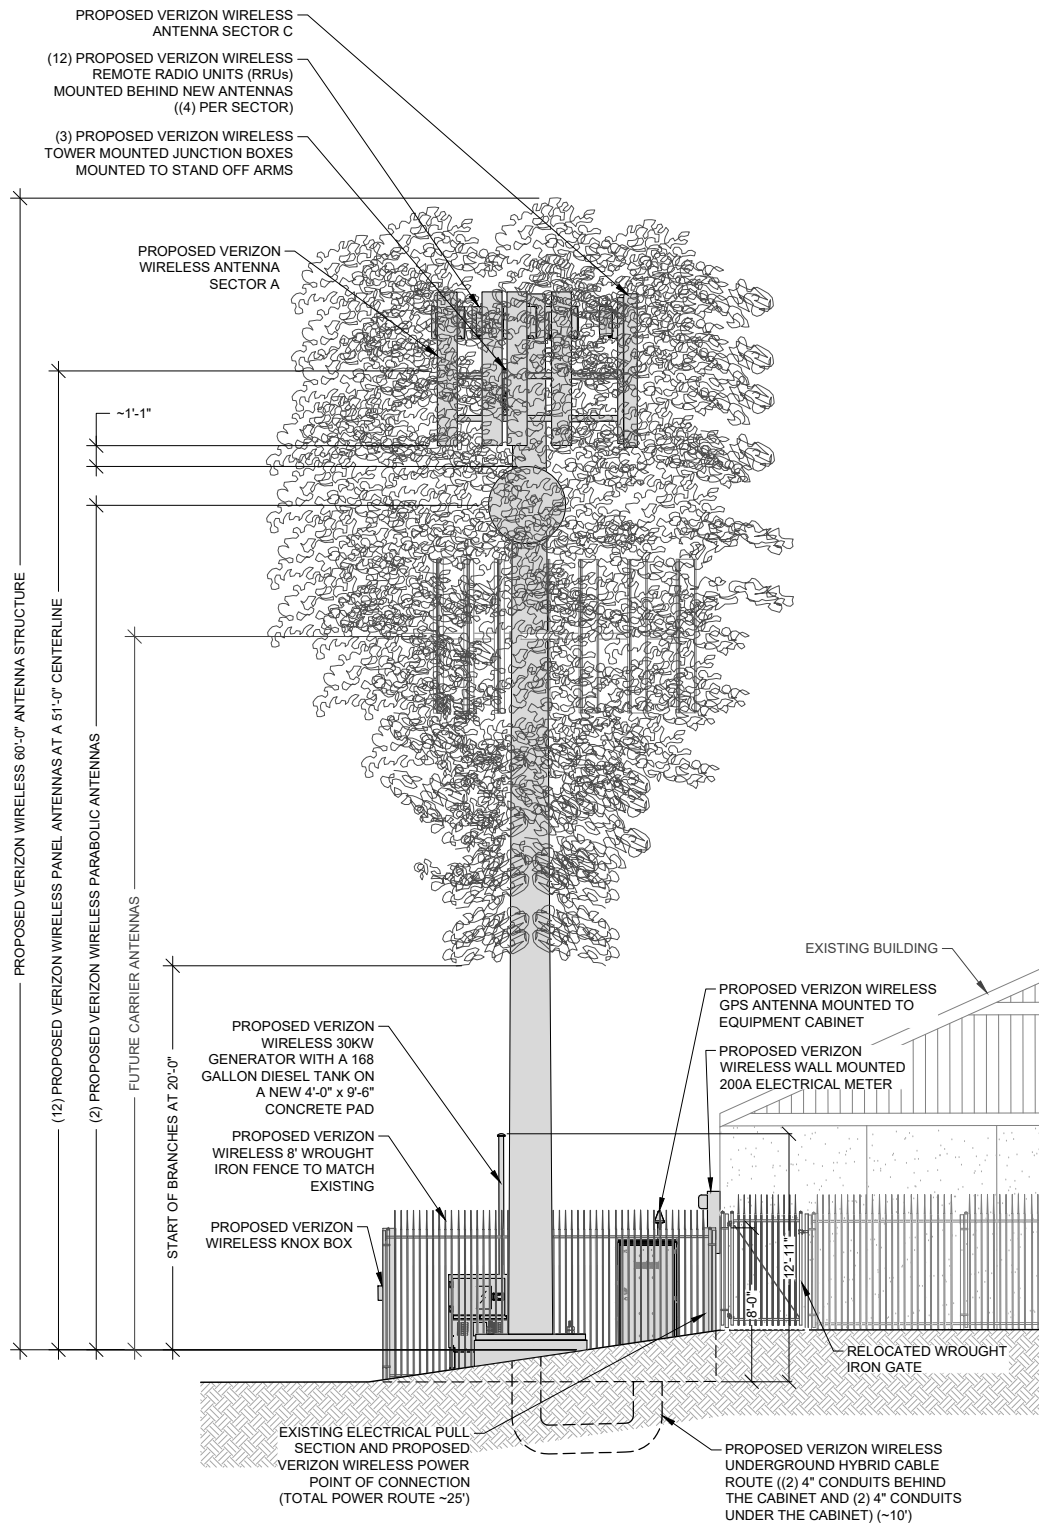 PROPOSED VERIZON WIRELESS
ANTENNA SECTOR C
(12) PROPOSED VERIZON WIRELESS
REMOTE RADIO UNITS (RRUs)
MOUNTED BEHIND NEW ANTENNAS
((4) PER SECTOR)
(3) PROPOSED VERIZON WIRELESS
TOWER MOUNTED JUNCTION BOXES
MOUNTED TO STAND OFF ARMS
PROPOSED VERIZON
WIRELESS ANTENNA
SECTOR A
~1'-1"
PROPOSED VERIZON WIRELESS 60'-0" ANTENNA STRUCTURE
(12) PROPOSED VERIZON WIRELESS PANEL ANTENNAS AT A 51'-0" CENTERLINE
(2) PROPOSED VERIZON WIRELESS PARABOLIC ANTENNAS
FUTURE CARRIER ANTENNAS
START OF BRANCHES AT 20'-0"
EXISTING BUILDING
PROPOSED VERIZON WIRELESS
GPS ANTENNA MOUNTED TO
EQUIPMENT CABINET
PROPOSED VERIZON
WIRELESS WALL MOUNTED
200A ELECTRICAL METER
PROPOSED VERIZON
WIRELESS 30KW
GENERATOR WITH A 168
GALLON DIESEL TANK ON
A NEW 4'-0" x 9'-6"
CONCRETE PAD
PROPOSED VERIZON
WIRELESS 8' WROUGHT
IRON FENCE TO MATCH
EXISTING
PROPOSED VERIZON
WIRELESS KNOX BOX
8'-0"
12'-11"
RELOCATED WROUGHT
IRON GATE
EXISTING ELECTRICAL PULL
SECTION AND PROPOSED
VERIZON WIRELESS POWER
POINT OF CONNECTION
(TOTAL POWER ROUTE ~25')
PROPOSED VERIZON WIRELESS
UNDERGROUND HYBRID CABLE
ROUTE ((2) 4" CONDUITS BEHIND
THE CABINET AND (2) 4" CONDUITS
UNDER THE CABINET) (~10')